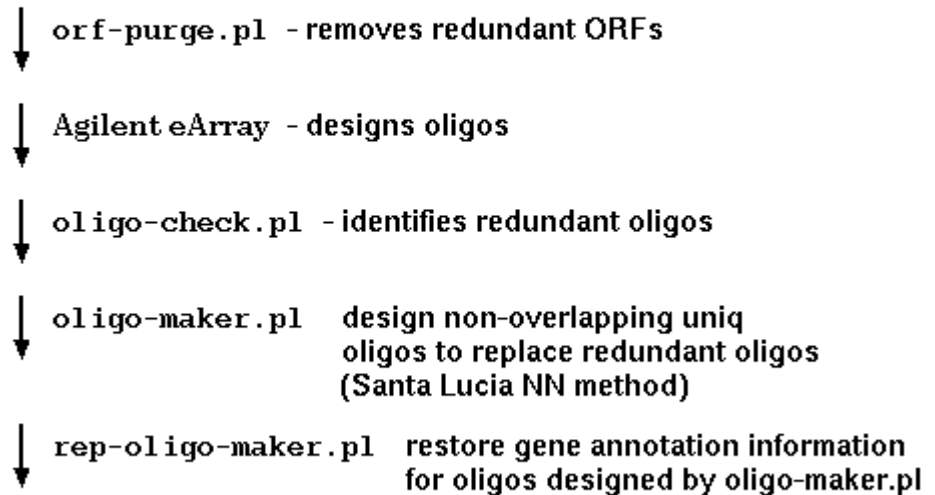 orf-purge.pl - removes redundant ORFs
Agilent eArray - designs oligos
oligo-check.pl - identifies redundant oligos
oligo-maker.pl design non-overlapping uniq
oligos to replace redundant oligos
(Santa Lucia NN method)
rep-oligo-maker.pl restore gene annotation information
for oligos designed by oligo-maker.pl